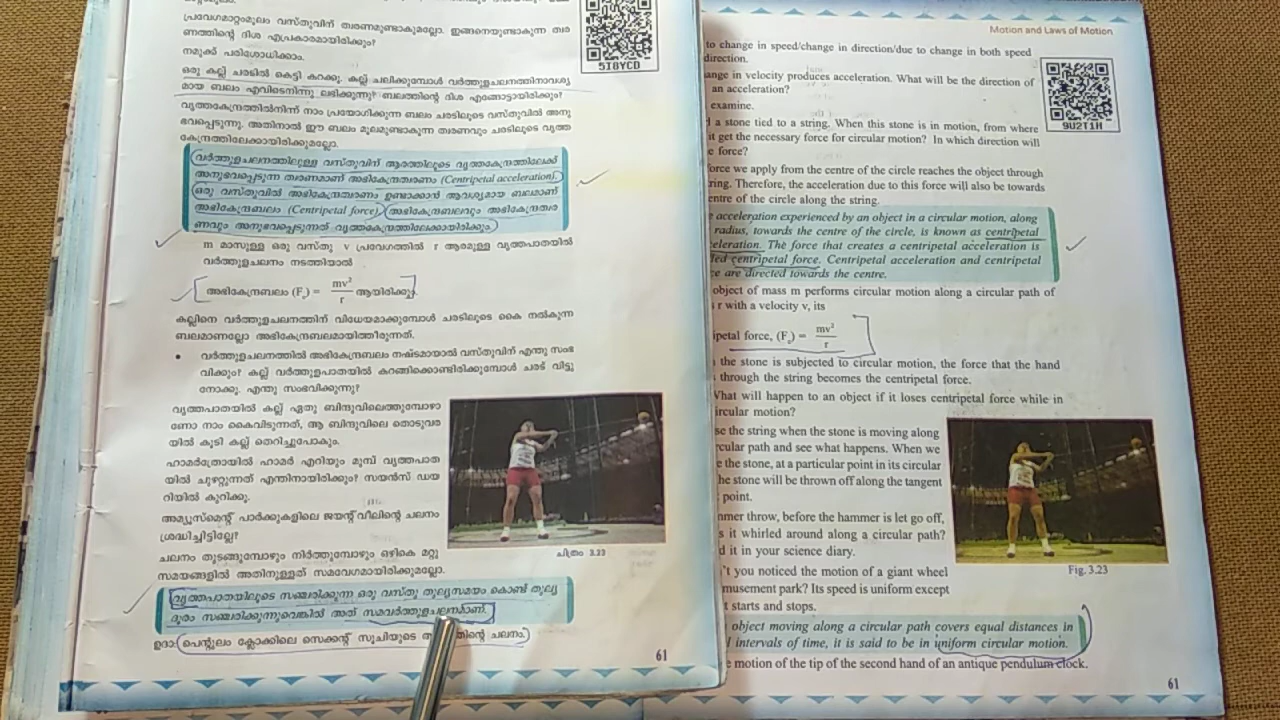 പ്രവേഗമാറ്റംമൂലം വസ്തുവിന് ത്വരണമുണ്ടാകുമല്ലോ. ഇങ്ങനെയുണ്ടാകുന്ന ത്വര
ണത്തിന്റെ ദിശ എപ്രകാരമായിരിക്കും?
നമുക്ക് പരിശോധിക്കാം.
ഒരു കല്ല് ചരടിൽ കെട്ടി കറക്കൂ. കല്ല് ചലിക്കുമ്പോൾ വർത്തുളചലനത്തിനാവശ്യ
മായ ബലം എവിടെനിന്നു ലഭിക്കുന്നു? ബലത്തിന്റെ ദിശ എങ്ങോട്ടായിരിക്കും?
വൃത്തകേന്ദ്രത്തിൽനിന്ന് നാം പ്രയോഗിക്കുന്ന ബലം ചരടിലൂടെ വസ്തുവിൽ അനു
ഭവപ്പെടുന്നു. അതിനാൽ ഈ ബലം മൂലമുണ്ടാകുന്ന ത്വരണവും ചരടിലൂടെ വൃത്ത
കേന്ദ്രത്തിലേക്കായിരിക്കുമല്ലോ.
വർത്തുളചലനത്തിലുള്ള വസ്തുവിന് ആരത്തിലൂടെ വൃത്തകേന്ദ്രത്തിലേക്ക്
അനുഭവപ്പെടുന്ന ത്വരണമാണ് അഭികേന്ദ്രത്വരണം (Centripetal acceleration).
ഒരു വസ്തുവിൽ അഭികേന്ദ്രത്വരണം ഉണ്ടാക്കാൻ ആവശ്യമായ ബലമാണ്
അഭികേന്ദ്രബലം (Centripetal force). അഭികേന്ദ്രബലവും അഭികേന്ദ്രത്വര
ണവും അനുഭവപ്പെടുന്നത് വൃത്തകേന്ദ്രത്തിലേക്കായിരിക്കും.
m മാസുള്ള ഒരു വസ്തു v പ്രവേഗത്തിൽ r ആരമുള്ള വൃത്തപാതയിൽ
വർത്തുളചലനം നടത്തിയാൽ
അഭികേന്ദ്രബലം (Fc) = mv²/r ആയിരിക്കും.
കല്ലിനെ വർത്തുളചലനത്തിന് വിധേയമാക്കുമ്പോൾ ചരടിലൂടെ കൈ നൽകുന്ന
ബലമാണല്ലോ അഭികേന്ദ്രബലമായിത്തീരുന്നത്.
• വർത്തുളചലനത്തിൽ അഭികേന്ദ്രബലം നഷ്ടമായാൽ വസ്തുവിന് എന്തു സംഭ
വിക്കും? കല്ല് വർത്തുളപാതയിൽ കറങ്ങിക്കൊണ്ടിരിക്കുമ്പോൾ ചരട് വിട്ടു
നോക്കൂ. എന്തു സംഭവിക്കുന്നു?
വൃത്തപാതയിൽ കല്ല് ഏതു ബിന്ദുവിലെത്തുമ്പോഴാ
ണോ നാം കൈവിടുന്നത്, ആ ബിന്ദുവിലെ തൊടുവര
യിൽ കൂടി കല്ല് തെറിച്ചുപോകും.
ഹാമർത്രോയിൽ ഹാമർ എറിയും മുമ്പ് വൃത്തപാത
യിൽ ചുഴറ്റുന്നത് എന്തിനായിരിക്കും? സയൻസ് ഡയ
റിയിൽ കുറിക്കൂ.
അമ്യൂസ്മെന്റ് പാർക്കുകളിലെ ജയന്റ് വീലിന്റെ ചലനം
ശ്രദ്ധിച്ചിട്ടില്ലേ?
ചലനം തുടങ്ങുമ്പോഴും നിർത്തുമ്പോഴും ഒഴികെ മറ്റു
സമയങ്ങളിൽ അതിനുള്ളത് സമവേഗമായിരിക്കുമല്ലോ.
ചിത്രം 3.23
വൃത്തപാതയിലൂടെ സഞ്ചരിക്കുന്ന ഒരു വസ്തു തുല്യസമയം കൊണ്ട് തുല്യ
ദൂരം സഞ്ചരിക്കുന്നുവെങ്കിൽ അത് സമവർത്തുളചലനമാണ്.
ഉദാ: പെന്റുലം ക്ലോക്കിലെ സെക്കന്റ് സൂചിയുടെ ചലനം.
61
5I8YCD
Motion and Laws of Motion
to change in speed/change in direction/due to change in both speed
direction.
ange in velocity produces acceleration. What will be the direction of
an acceleration?
examine.
d a stone tied to a string. When this stone is in motion, from where
it get the necessary force for circular motion? In which direction will
e force?
orce we apply from the centre of the circle reaches the object through
ring. Therefore, the acceleration due to this force will also be towards
entre of the circle along the string.
9U2T1H
e acceleration experienced by an object in a circular motion, along
radius, towards the centre of the circle, is known as centripetal
eleration. The force that creates a centripetal acceleration is
led centripetal force. Centripetal acceleration and centripetal
e are directed towards the centre.
object of mass m performs circular motion along a circular path of
s r with a velocity v, its
ipetal force, (Fc) = mv²/r
the stone is subjected to circular motion, the force that the hand
through the string becomes the centripetal force.
What will happen to an object if it loses centripetal force while in
ircular motion?
se the string when the stone is moving along
rcular path and see what happens. When we
e the stone, at a particular point in its circular
he stone will be thrown off along the tangent
point.
mmer throw, before the hammer is let go off,
s it whirled around along a circular path?
d it in your science diary.
't you noticed the motion of a giant wheel
musement park? Its speed is uniform except
t starts and stops.
Fig. 3.23
object moving along a circular path covers equal distances in
l intervals of time, it is said to be in uniform circular motion.
e motion of the tip of the second hand of an antique pendulum clock.
61